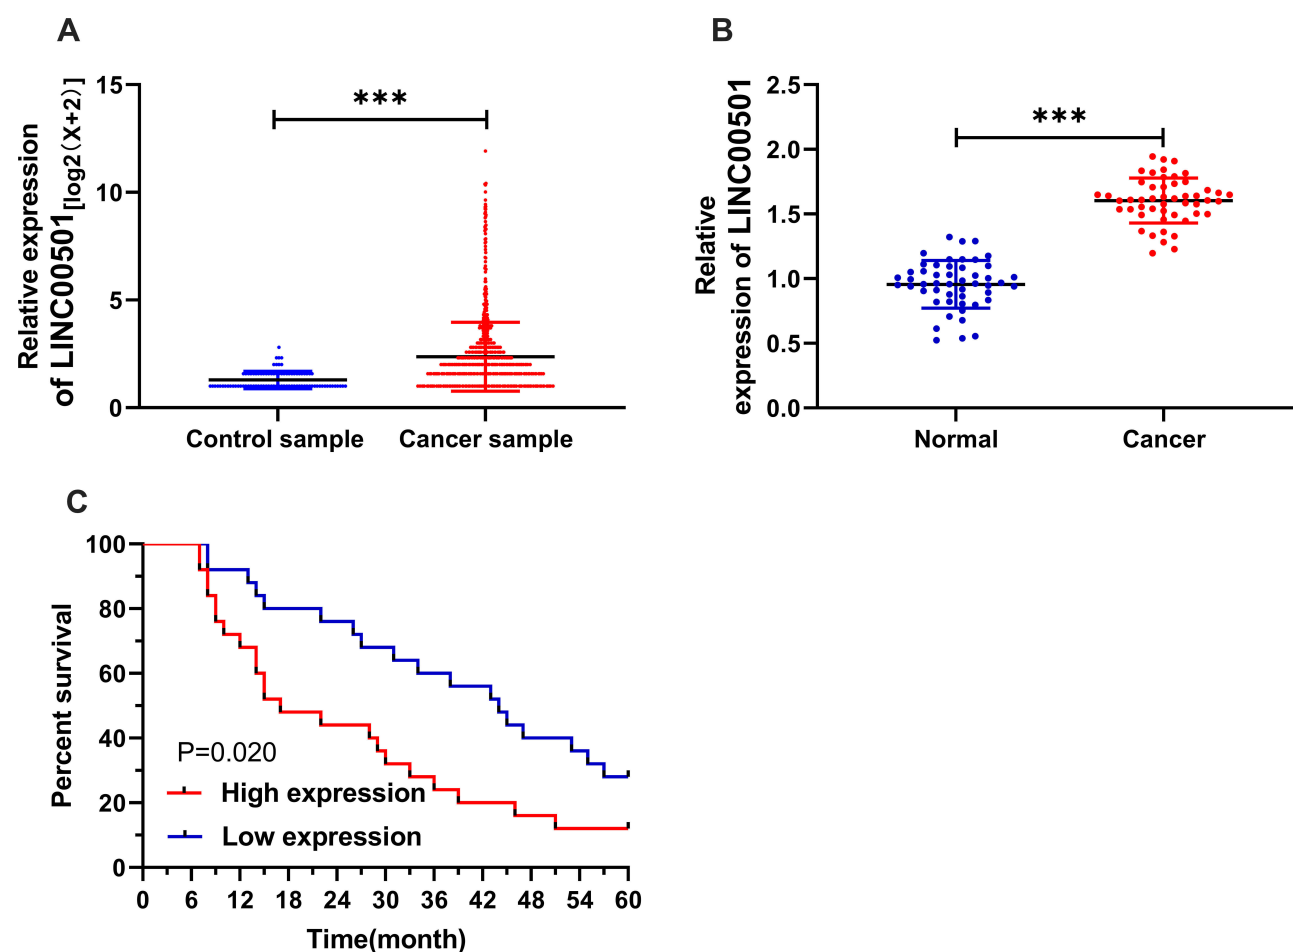 A
Relative expression
of LINC00501[log2(X+2)]
15
10
5
0
***
Control sample
Cancer sample
B
Relative
expression of LINC00501
2.5
2.0
1.5
1.0
0.5
0.0
***
Normal
Cancer
C
Percent survival
100
80
60
40
20
0
P=0.020
High expression
Low expression
0 6 12 18 24 30 36 42 48 54 60
Time(month)